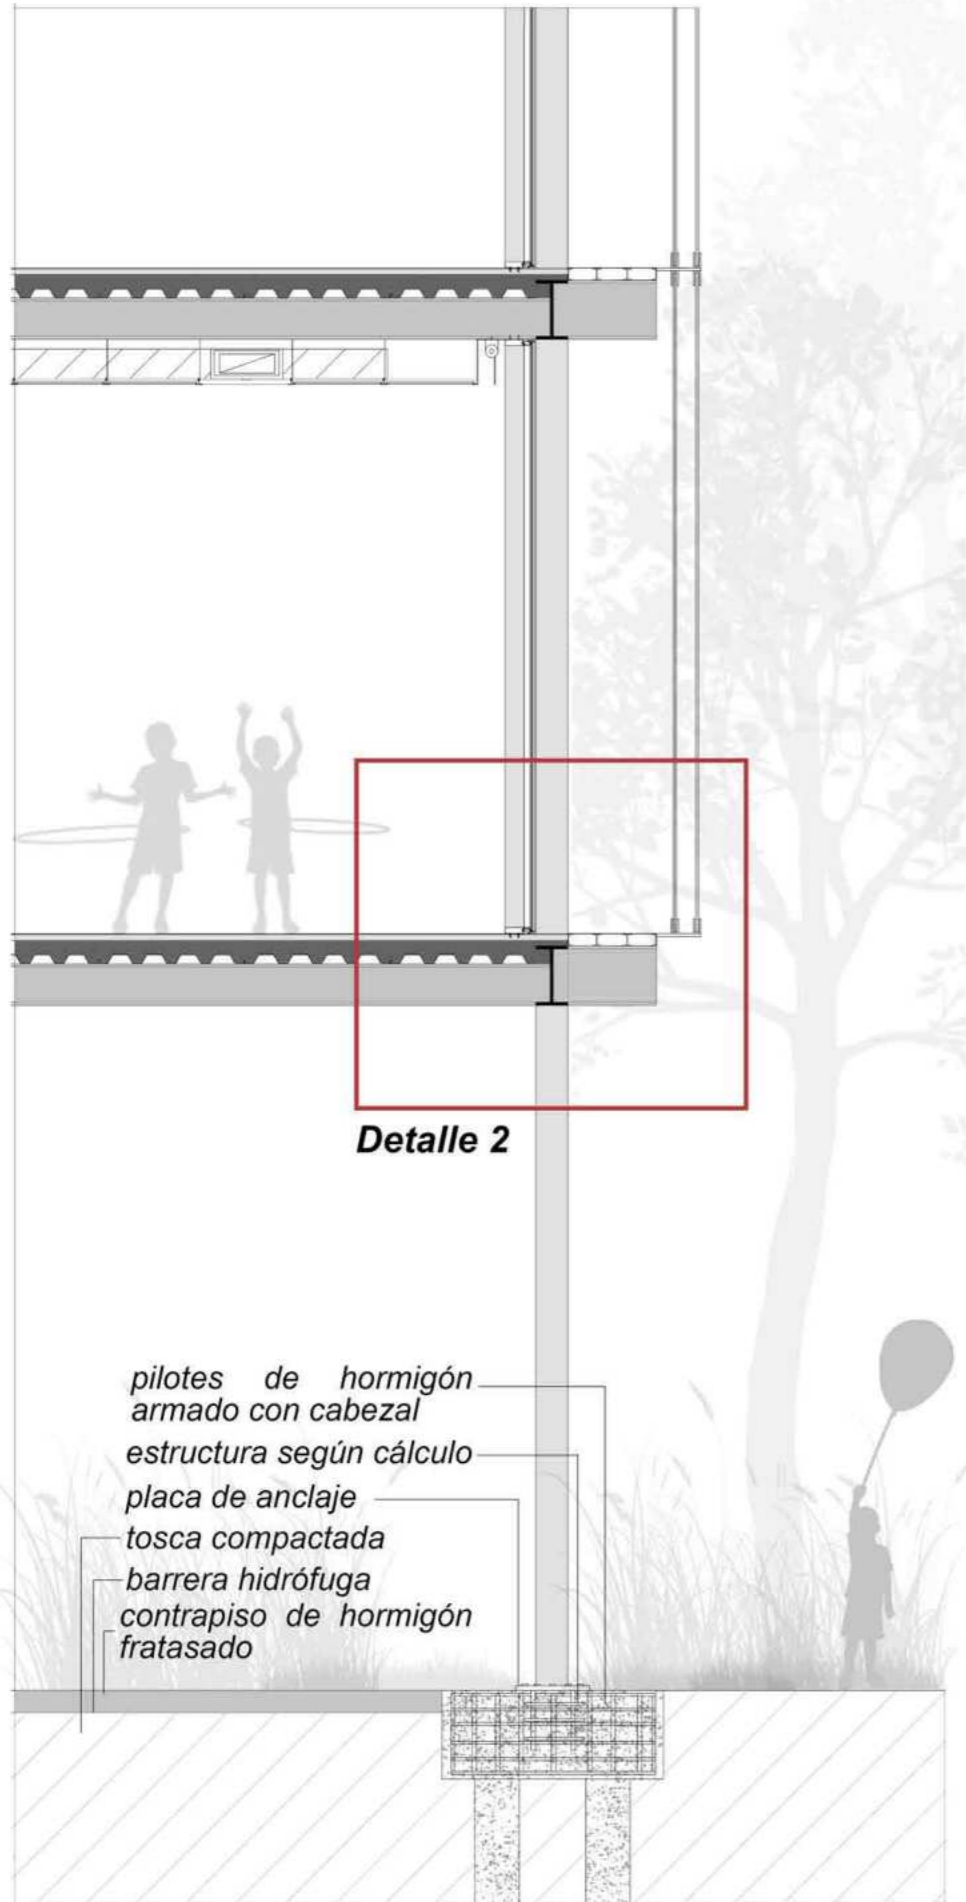 Detalle 2
pilotes de hormigón
armado con cabezal
estructura según cálculo
placa de anclaje
tosca compactada
barrera hidrófuga
contrapiso de hormigón
fratasado